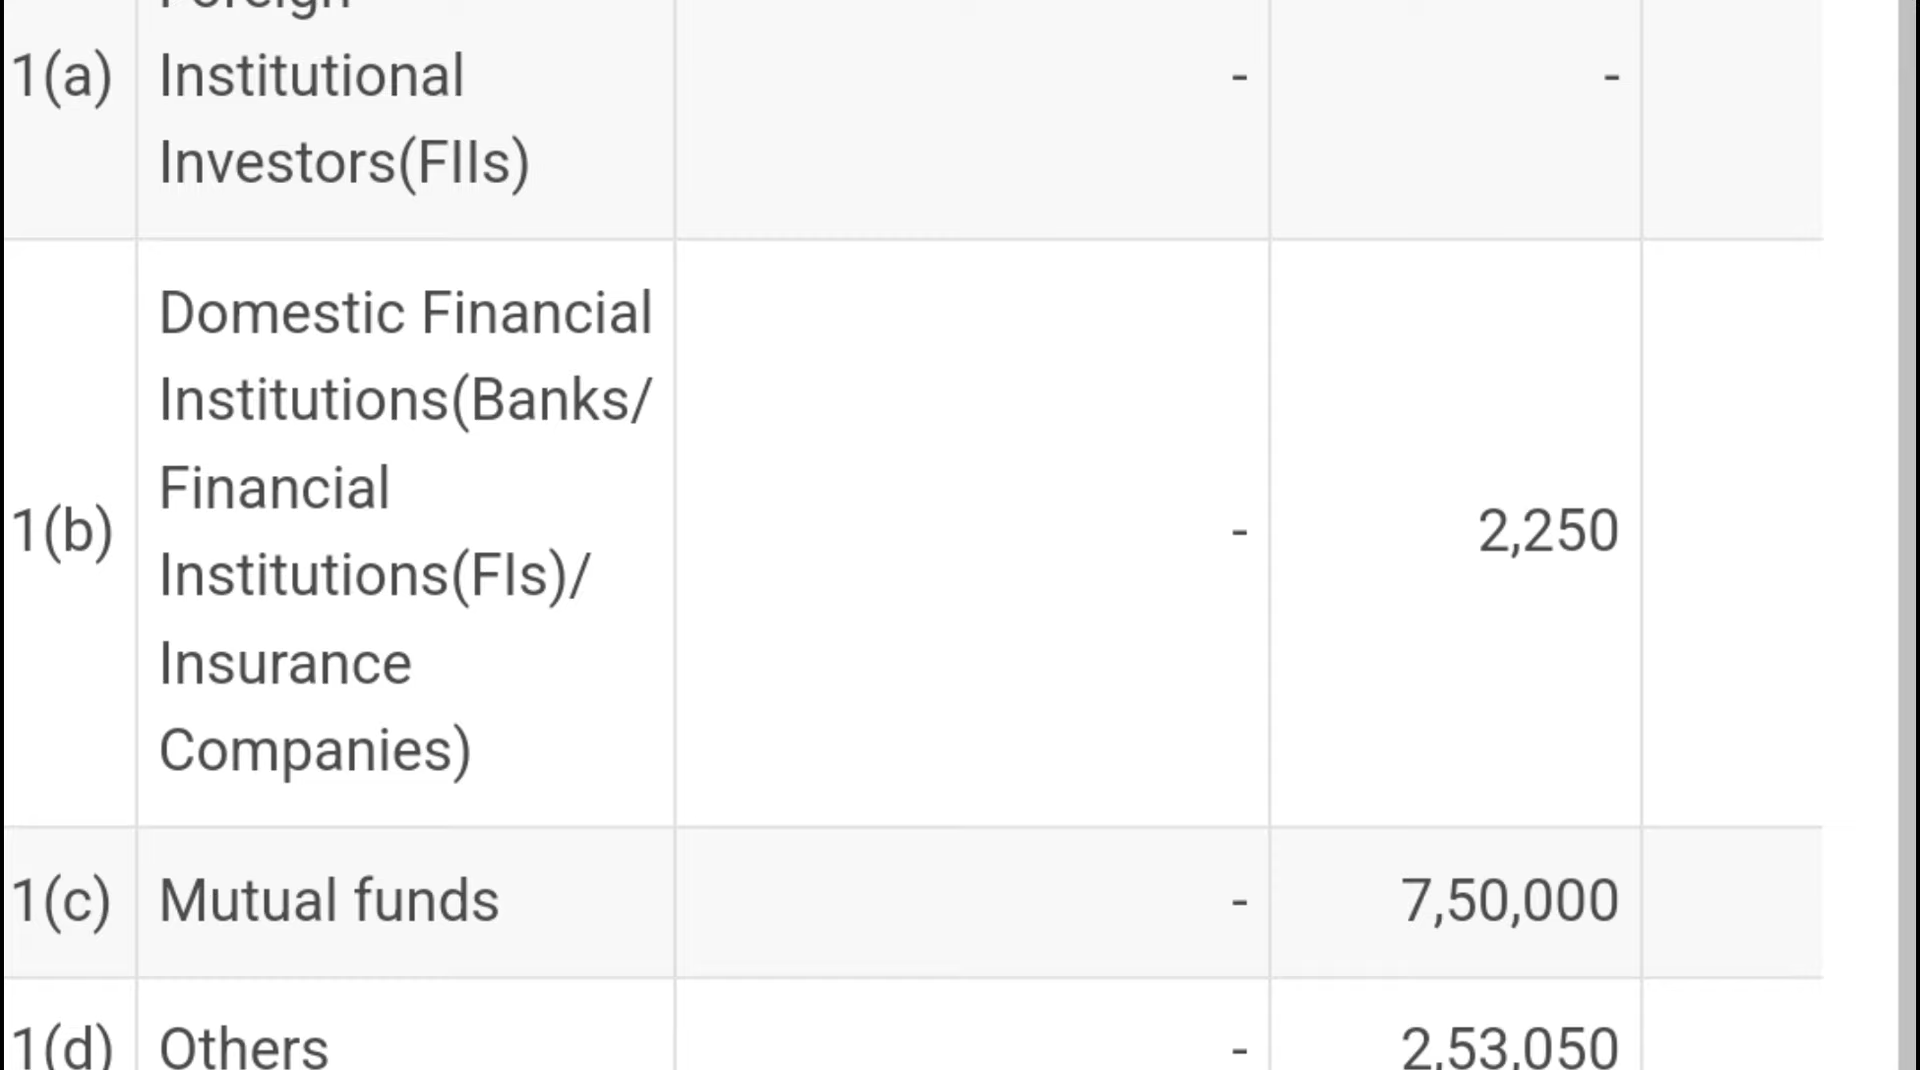 Foreign
1(a) Institutional - -
Investors(FIIs)
Domestic Financial
Institutions(Banks/
Financial
1(b) - 2,250
Institutions(FIs)/
Insurance
Companies)
1(c) Mutual funds - 7,50,000
1(d) Others - 2,53,050